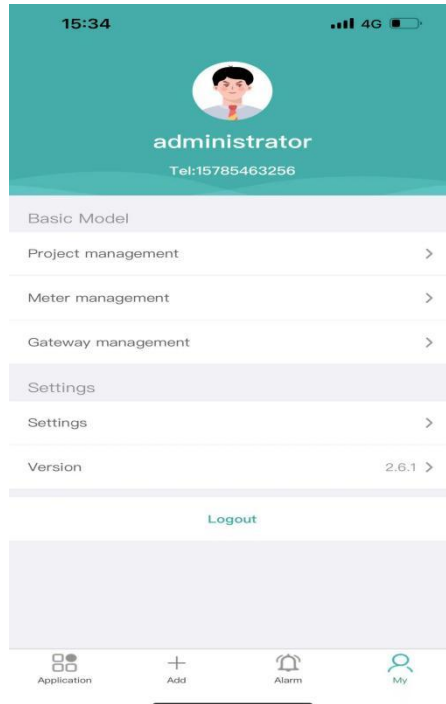 15:34 4G
administrator
Tel:15785463256
Basic Model
Project management
Meter management
Gateway management
Settings
Settings
Version 2.6.1
Logout
Application Add Alarm My